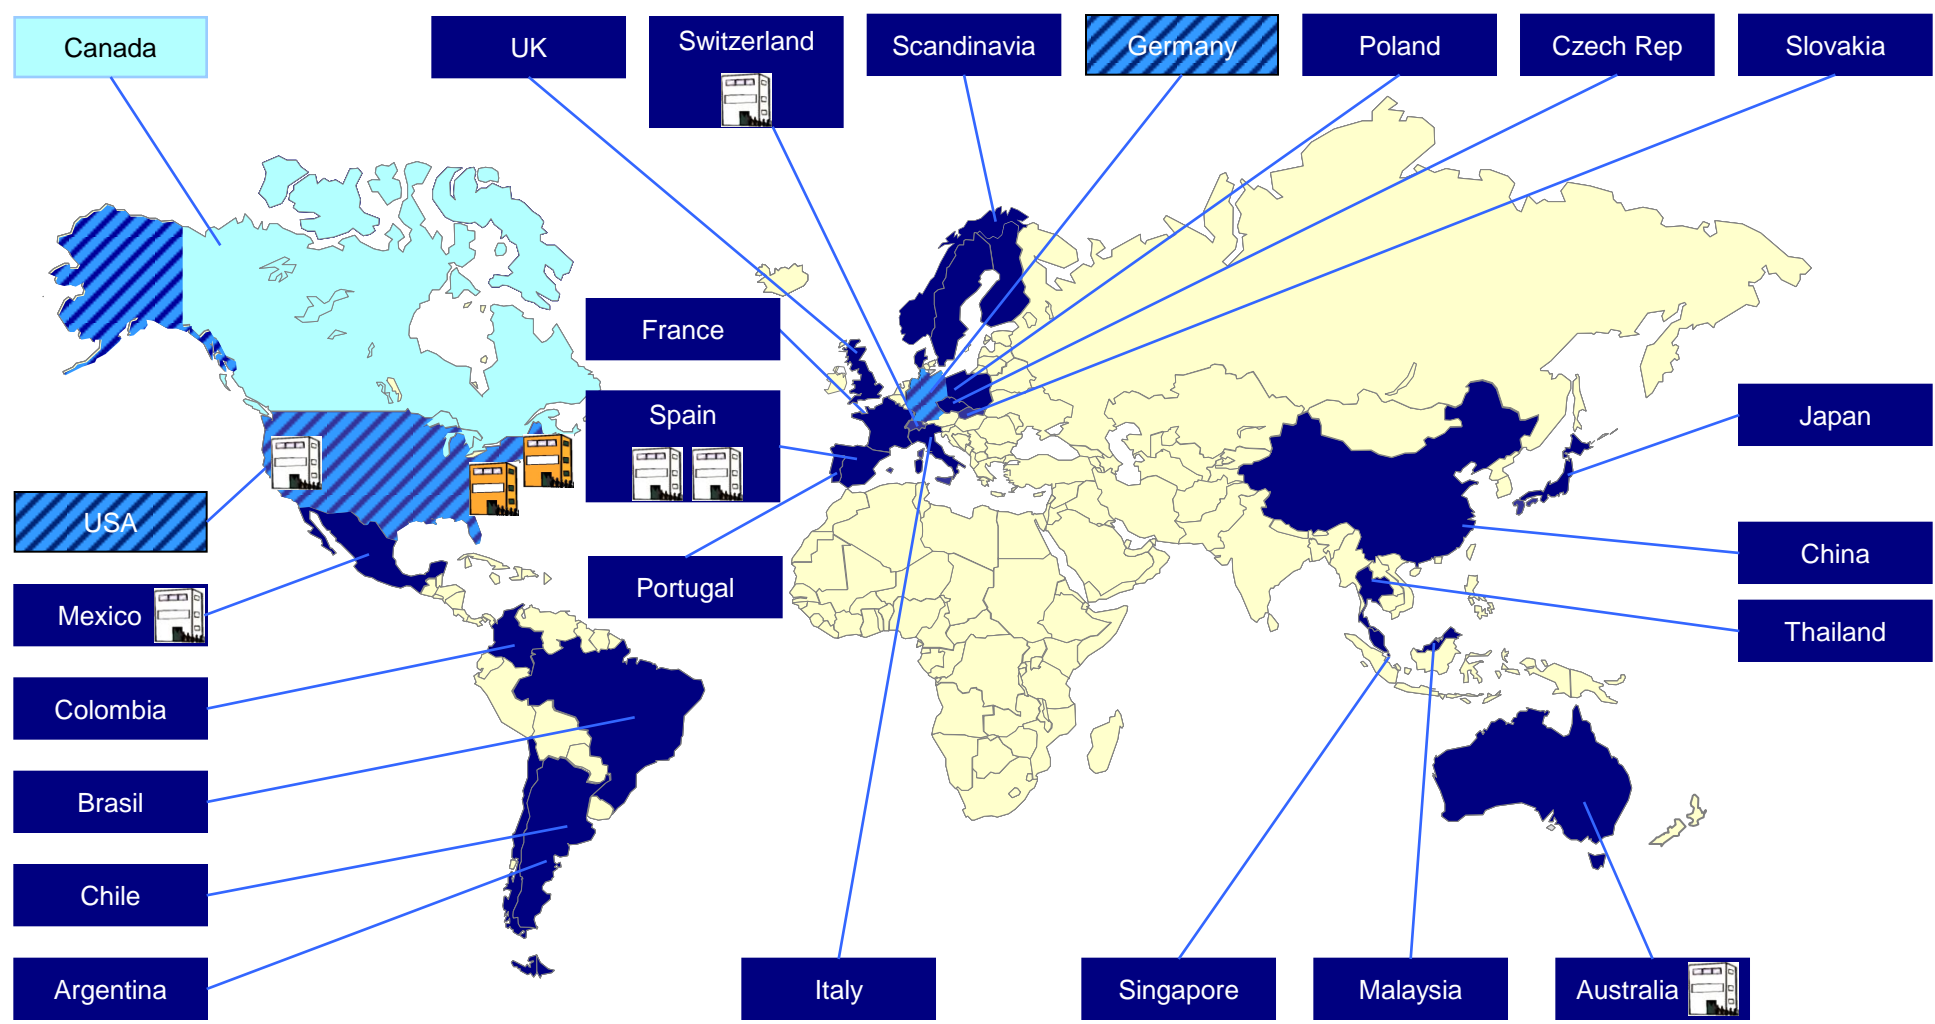 Canada
UK
Switzerland
Scandinavia
Germany
Poland
Czech Rep
Slovakia
France
Spain
Japan
USA
China
Portugal
Mexico
Thailand
Colombia
Brasil
Chile
Argentina
Italy
Singapore
Malaysia
Australia